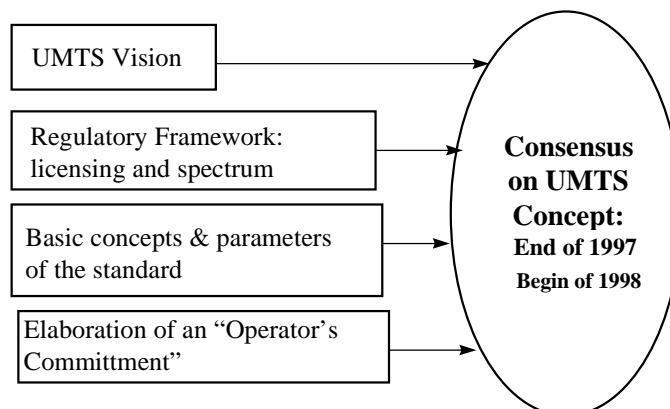 UMTS Vision
Regulatory Framework:
licensing and spectrum
Basic concepts & parameters
of the standard
Elaboration of an “Operator’s
Committment”
Consensus
on UMTS
Concept:
End of 1997
Begin of 1998